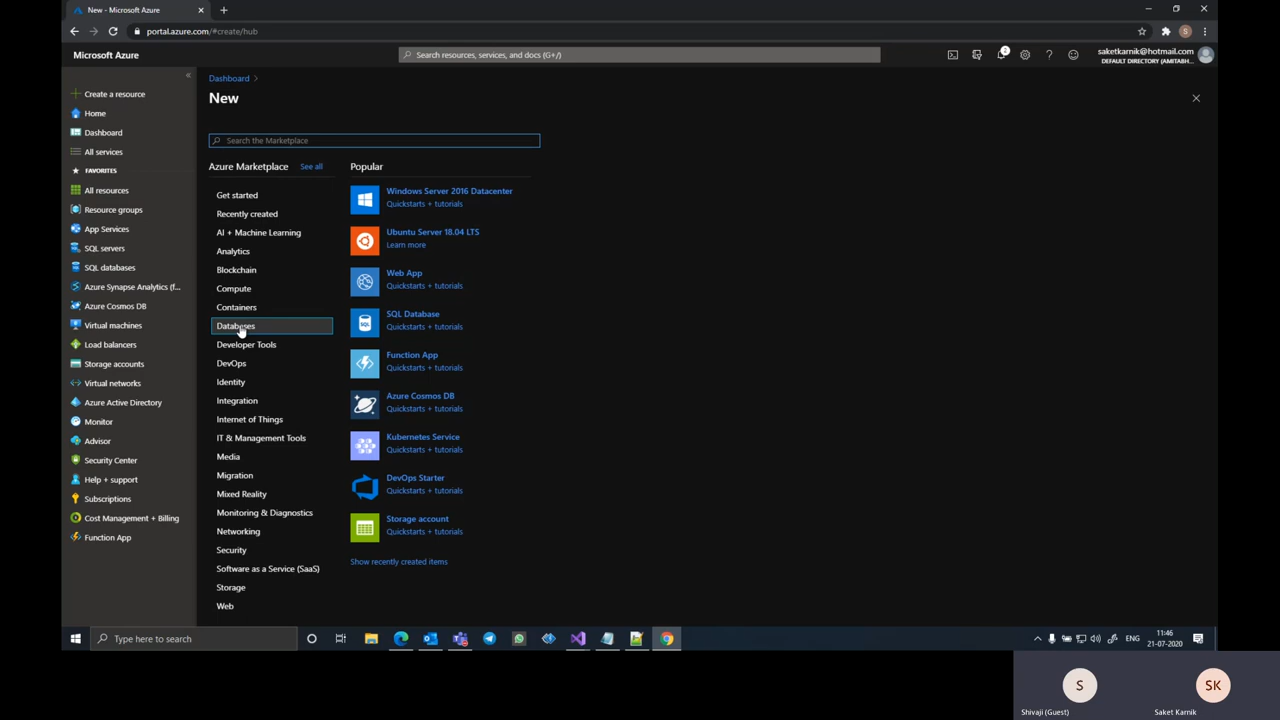 New - Microsoft Azure
portal.azure.com/#create/hub
Microsoft Azure
Search resources, services, and docs (G+/)
2
saketkarnik@hotmail.com
DEFAULT DIRECTORY (AMITABH...
S
Create a resource
Home
Dashboard
All services
FAVORITES
All resources
Resource groups
App Services
SQL servers
SQL databases
Azure Synapse Analytics (f...
Azure Cosmos DB
Virtual machines
Load balancers
Storage accounts
Virtual networks
Azure Active Directory
Monitor
Advisor
Security Center
Help + support
Subscriptions
Cost Management + Billing
Function App
Dashboard
New
Search the Marketplace
Azure Marketplace See all
Get started
Recently created
AI + Machine Learning
Analytics
Blockchain
Compute
Containers
Databases
Developer Tools
DevOps
Identity
Integration
Internet of Things
IT & Management Tools
Media
Migration
Mixed Reality
Monitoring & Diagnostics
Networking
Security
Software as a Service (SaaS)
Storage
Web
Popular
Windows Server 2016 Datacenter
Quickstarts + tutorials
Ubuntu Server 18.04 LTS
Learn more
Web App
Quickstarts + tutorials
SQL
SQL Database
Quickstarts + tutorials
Function App
Quickstarts + tutorials
Azure Cosmos DB
Quickstarts + tutorials
Kubernetes Service
Quickstarts + tutorials
DevOps Starter
Quickstarts + tutorials
Storage account
Quickstarts + tutorials
Show recently created items
Type here to search
ENG
11:46
21-07-2020
S
SK
Shivaji (Guest)
Saket Karnik